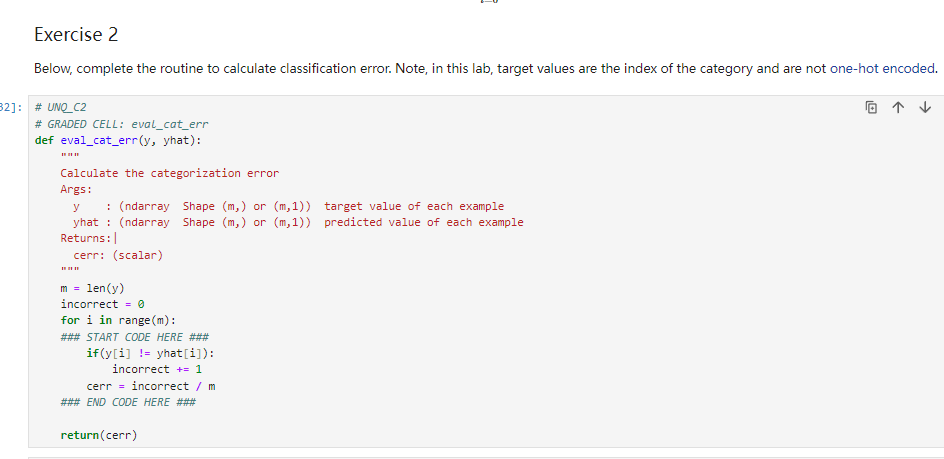 Exercise 2
Below, complete the routine to calculate classification error. Note, in this lab, target values are the index of the category and are not one-hot encoded.
32]: # UNQ_C2
# GRADED CELL: eval_cat_err
def eval_cat_err(y, yhat):
    """
    Calculate the categorization error
    Args:
      y    : (ndarray  Shape (m,) or (m,1))  target value of each example
      yhat : (ndarray  Shape (m,) or (m,1))  predicted value of each example
    Returns:
      cerr: (scalar)
    """
    m = len(y)
    incorrect = 0
    for i in range(m):
    ### START CODE HERE ###
        if(y[i] != yhat[i]):
            incorrect += 1
        cerr = incorrect / m
    ### END CODE HERE ###
    return(cerr)